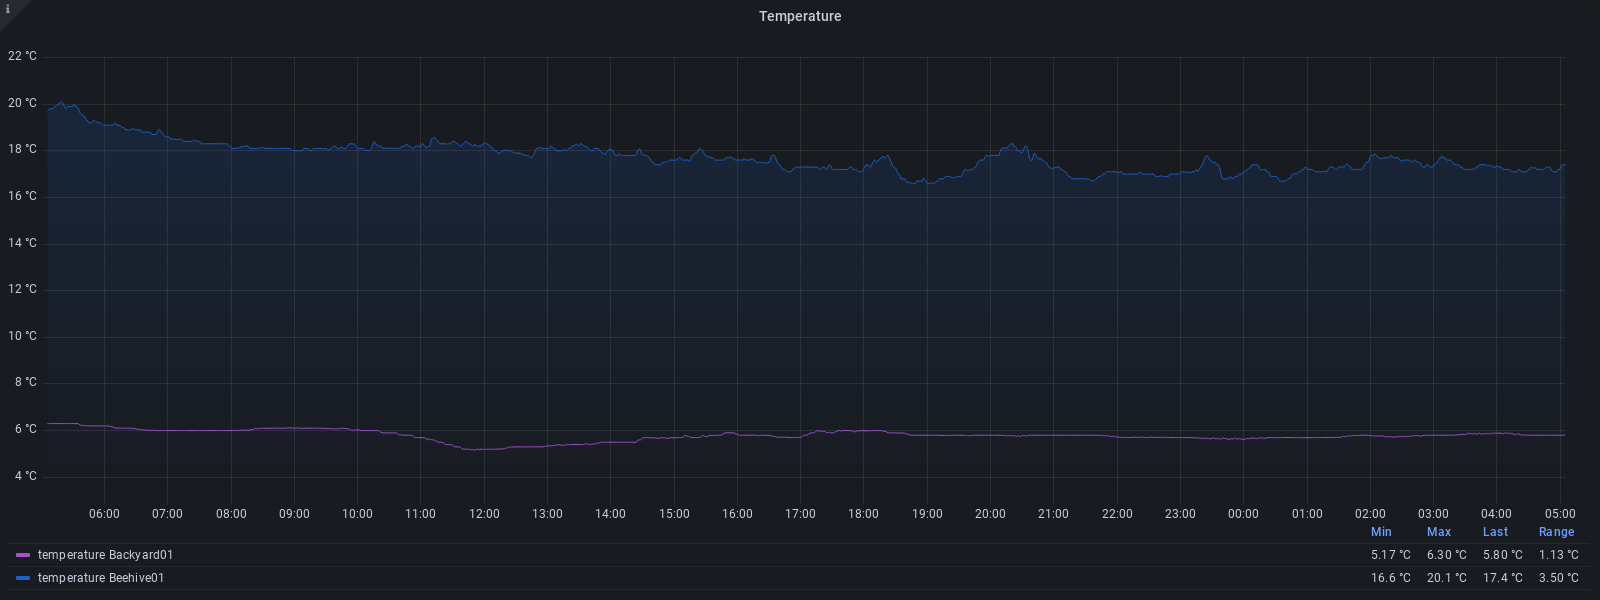 i
Temperature
22 °C
20 °C
18 °C
16 °C
14 °C
12 °C
10 °C
8 °C
6 °C
4 °C
06:00 07:00 08:00 09:00 10:00 11:00 12:00 13:00 14:00 15:00 16:00 17:00 18:00 19:00 20:00 21:00 22:00 23:00 00:00 01:00 02:00 03:00 04:00 05:00
Min Max Last Range
temperature Backyard01 5.17 °C 6.30 °C 5.80 °C 1.13 °C
temperature Beehive01 16.6 °C 20.1 °C 17.4 °C 3.50 °C